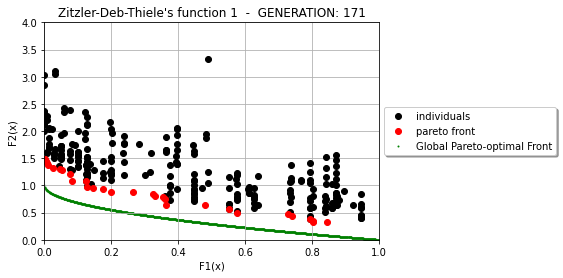 Zitzler-Deb-Thiele's function 1 - GENERATION: 171
4.0
3.5
3.0
2.5
2.0
1.5
1.0
0.5
0.0
F2(x)
0.0 0.2 0.4 0.6 0.8 1.0
F1(x)
individuals
pareto front
Global Pareto-optimal Front